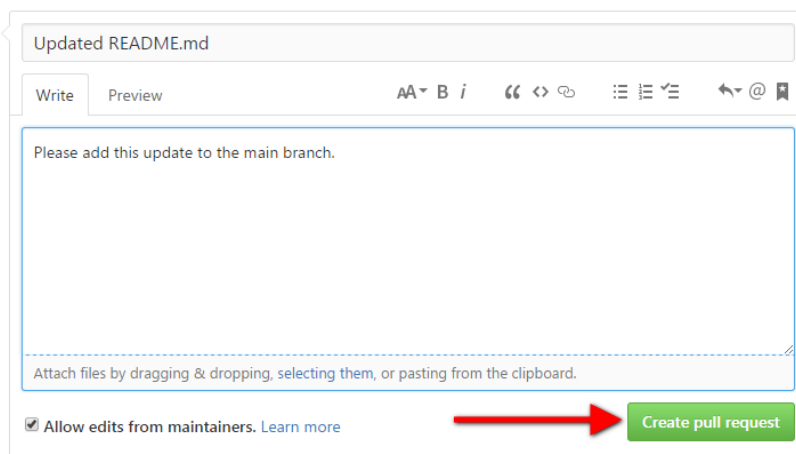 Updated README.md
Write Preview AA B i @
Please add this update to the main branch.
Attach files by dragging & dropping, selecting them, or pasting from the clipboard.
Allow edits from maintainers. Learn more
Create pull request